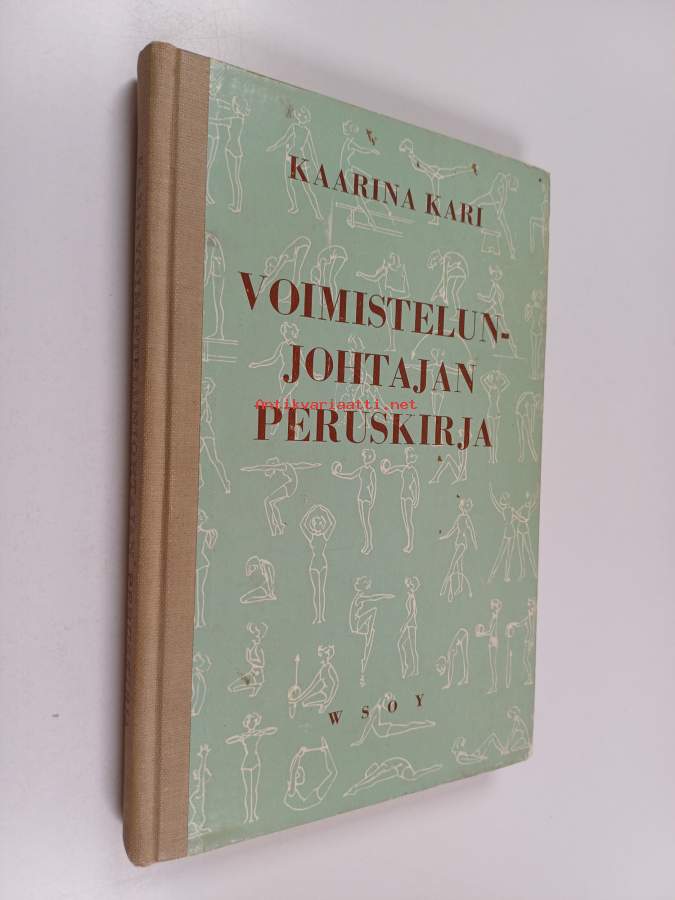 KAARINA KARI
VOIMISTELUN-
JOHTAJAN
Antikvariaatti.net
PERUSKIRJA
WSOY